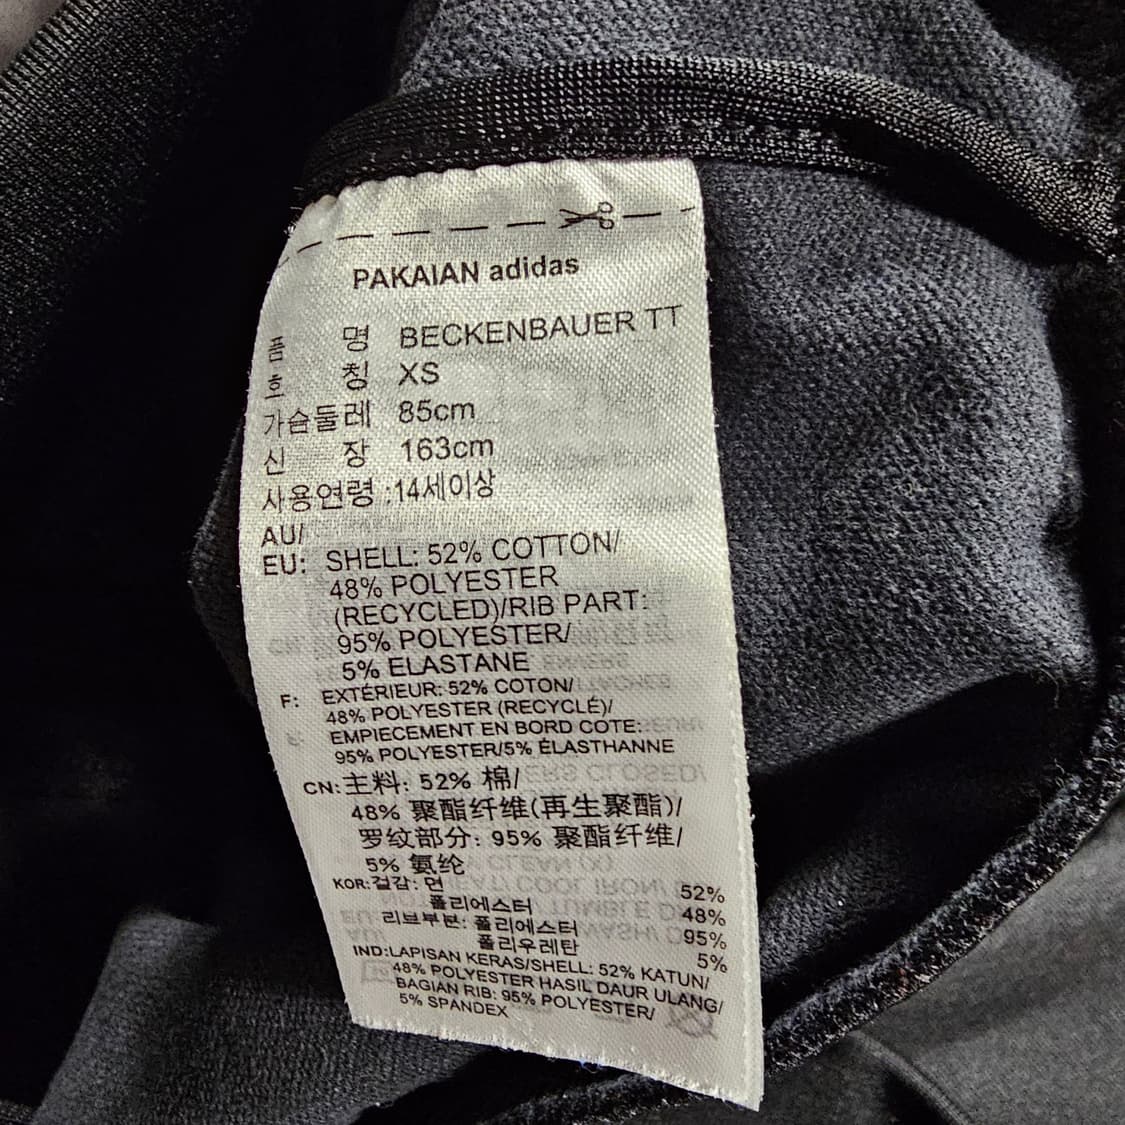 PAKAIAN adidas
품 명 BECKENBAUER TT
호 칭 XS
가슴둘레 85cm
신 장 163cm
사용연령 :14세이상
AU/
EU: SHELL: 52% COTTON/
48% POLYESTER
(RECYCLED)/RIB PART:
95% POLYESTER/
5% ELASTANE
F: EXTÉRIEUR: 52% COTON/
48% POLYESTER (RECYCLÉ)/
EMPIECEMENT EN BORD COTE:
95% POLYESTER/5% ÉLASTHANNE
CN: 主料: 52% 棉/
48% 聚酯纤维(再生聚酯)/
罗纹部分: 95% 聚酯纤维/
5% 氨纶
KOR: 겉감: 면 52%
폴리에스터 48%
리브부분: 폴리에스터 95%
폴리우레탄 5%
IND:LAPISAN KERAS/SHELL: 52% KATUN/
48% POLYESTER HASIL DAUR ULANG/
BAGIAN RIB: 95% POLYESTER/
5% SPANDEX